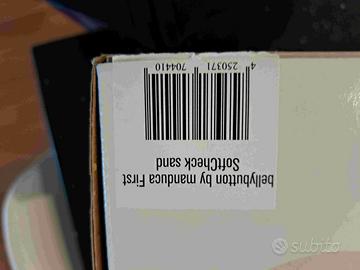 bellybutton by manduca First
SoftCheck sand
4 250371 704410
subito